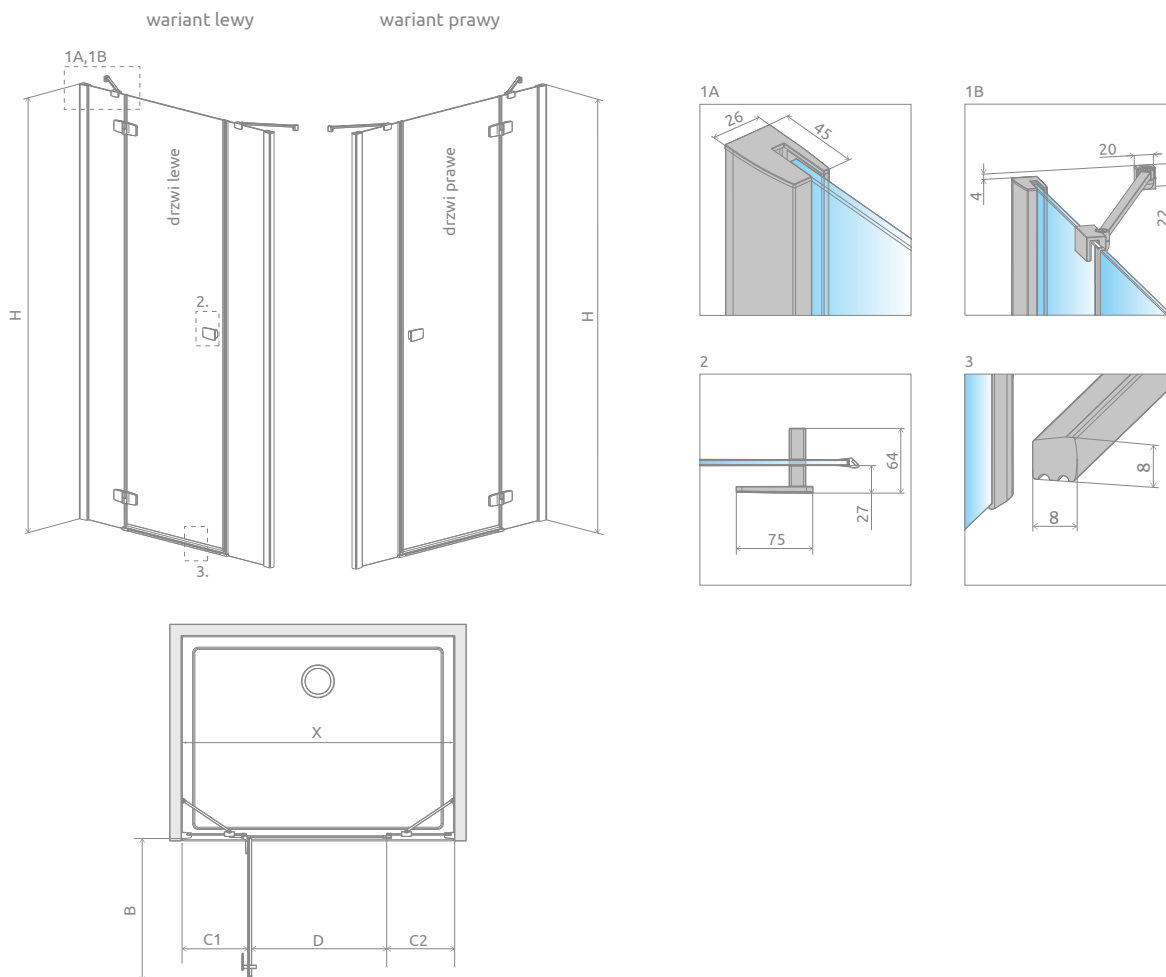 wariant lewy
wariant prawy
1A,1B
drzwi lewe
drzwi prawe
H
H
2.
3.
1A
26
45
1B
20
4
22
2
64
27
75
3
8
8
X
B
C1
D
C2